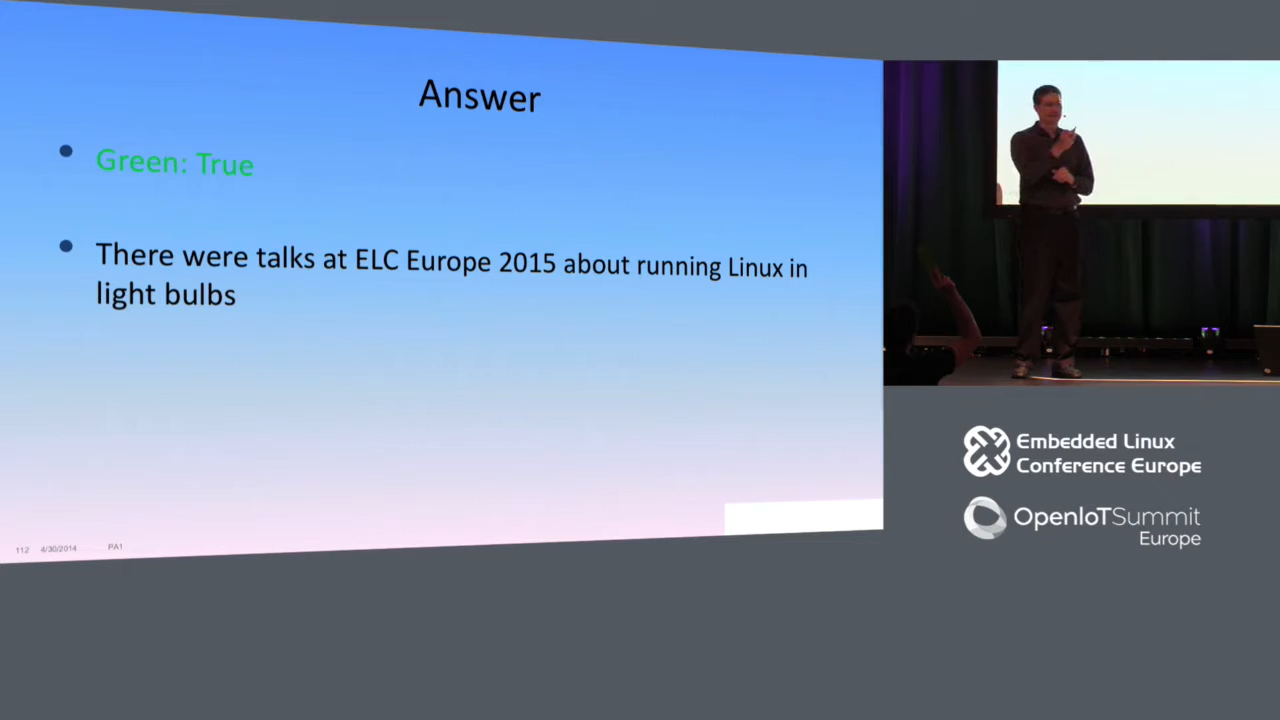 Answer
Green: True
There were talks at ELC Europe 2015 about running Linux in
light bulbs
112 4/30/2014 PA1
Embedded Linux
Conference Europe
OpenIoTSummit
Europe